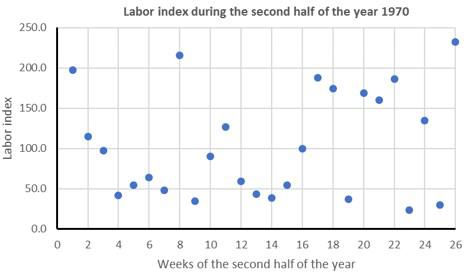 Labor index during the second half of the year 1970
250.0
200.0
150.0
100.0
50.0
0.0
Labor index
0 2 4 6 8 10 12 14 16 18 20 22 24 26
Weeks of the second half of the year